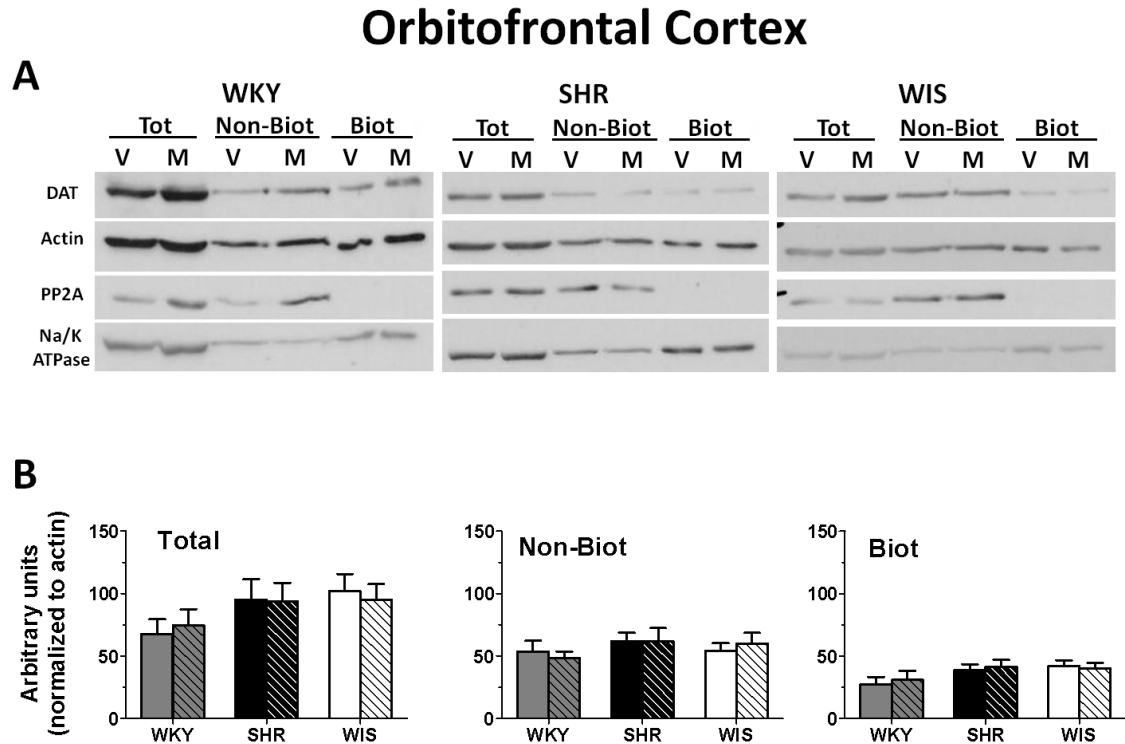 Orbitofrontal Cortex
A
WKY SHR WIS
Tot Non-Biot Biot Tot Non-Biot Biot Tot Non-Biot Biot
V M V M V M V M V M V M V M V M V M
DAT
Actin
PP2A
Na/K
ATPase
B
Arbitrary units
(normalized to actin)
150
100
50
0
Total
WKY SHR WIS
150
100
50
0
Non-Biot
WKY SHR WIS
150
100
50
0
Biot
WKY SHR WIS